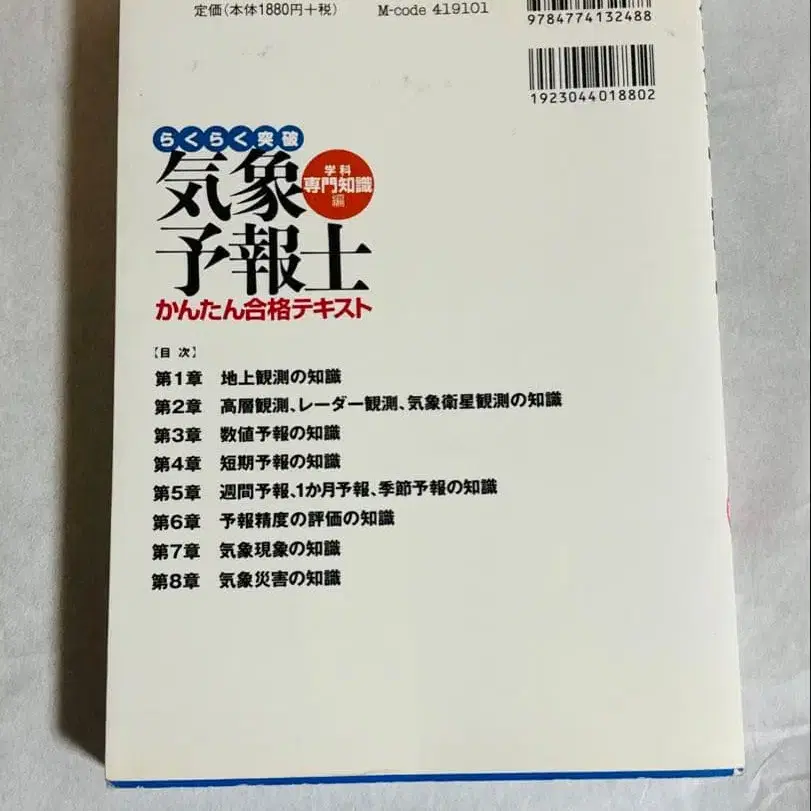 定価(本体1880円+税)
M-code 419101
9784774132488
1923044018802
らくらく突破
気象
予報士
学科
専門知識
編
かんたん合格テキスト
【目 次】
第1章 地上観測の知識
第2章 高層観測、レーダー観測、気象衛星観測の知識
第3章 数値予報の知識
第4章 短期予報の知識
第5章 週間予報、1か月予報、季節予報の知識
第6章 予報精度の評価の知識
第7章 気象現象の知識
第8章 気象災害の知識